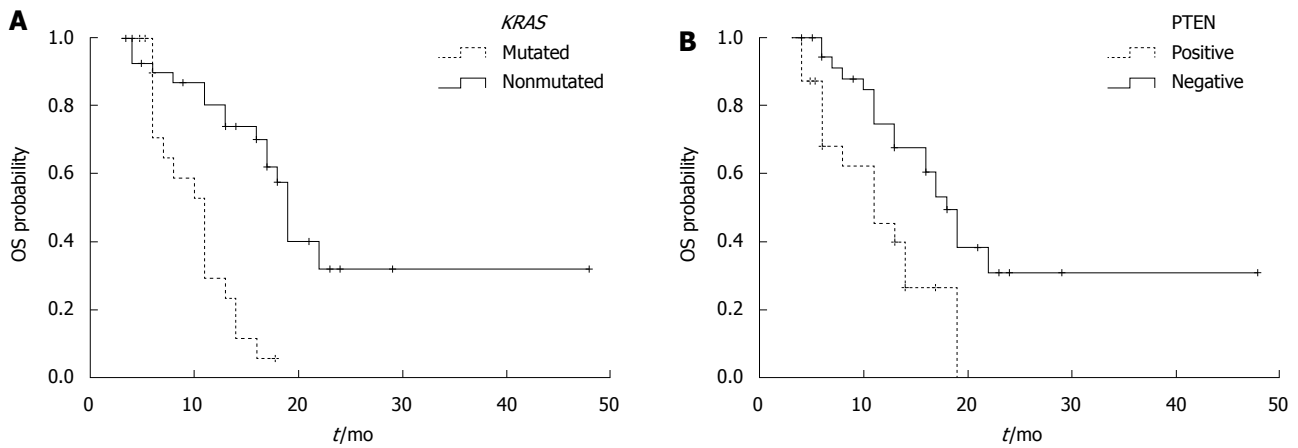 A
KRAS
Mutated
Nonmutated
OS probability
1.0
0.8
0.6
0.4
0.2
0.0
0 10 20 30 40 50
t/mo
B
PTEN
Positive
Negative
OS probability
1.0
0.8
0.6
0.4
0.2
0.0
0 10 20 30 40 50
t/mo